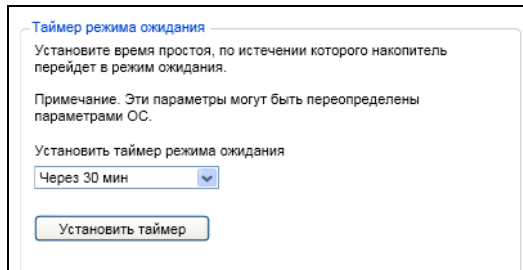 Таймер режима ожидания
Установите время простоя, по истечении которого накопитель
перейдет в режим ожидания.
Примечание. Эти параметры могут быть переопределены
параметрами ОС.
Установить таймер режима ожидания
Через 30 мин
Установить таймер